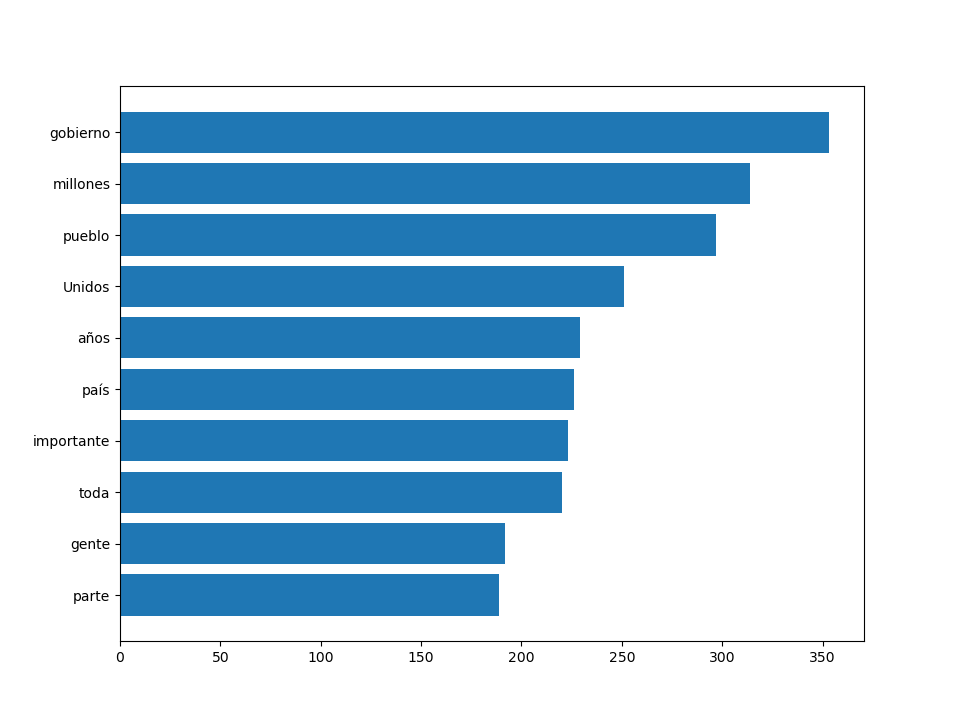 gobierno
millones
pueblo
Unidos
años
país
importante
toda
gente
parte
0 50 100 150 200 250 300 350